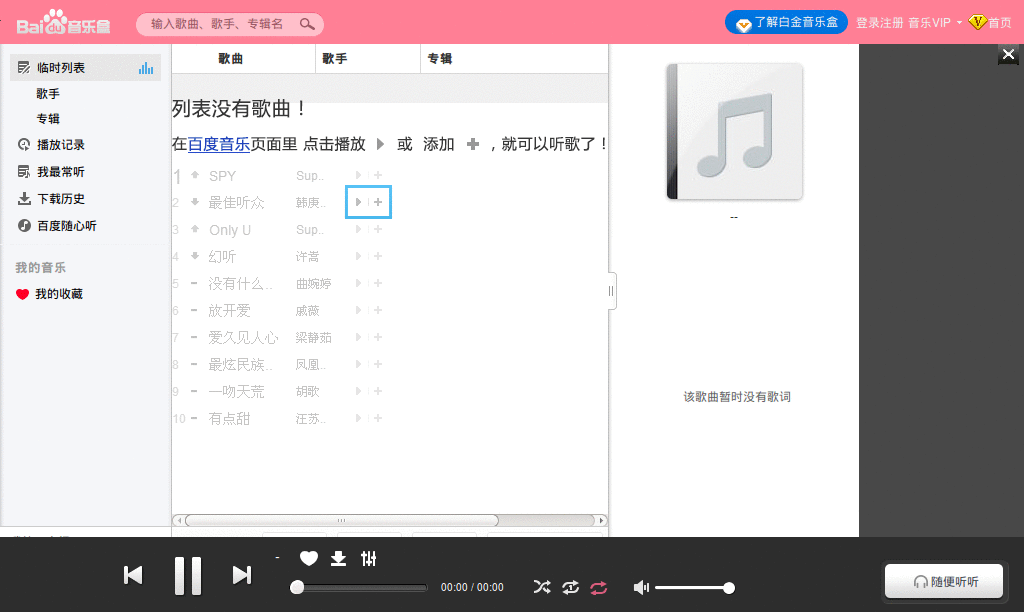 Bai du 音乐盒
输入歌曲、歌手、专辑名
了解白金音乐盒
登录注册 音乐VIP V 首页
临时列表
歌手
专辑
播放记录
我最常听
下载历史
百度随心听
我的音乐
我的收藏
歌曲 歌手 专辑
列表没有歌曲！
在百度音乐页面里 点击播放 或 添加 ，就可以听歌了！
1 SPY Sup..
2 最佳听众 韩庚..
3 Only U Sup..
4 幻听 许嵩
5 没有什么.. 曲婉婷
6 放开爱 戚薇
7 爱久见人心 梁静茹
8 最炫民族.. 凤凰..
9 一吻天荒 胡歌
10 有点甜 汪苏..
--
该歌曲暂时没有歌词
-
00:00 / 00:00
随便听听